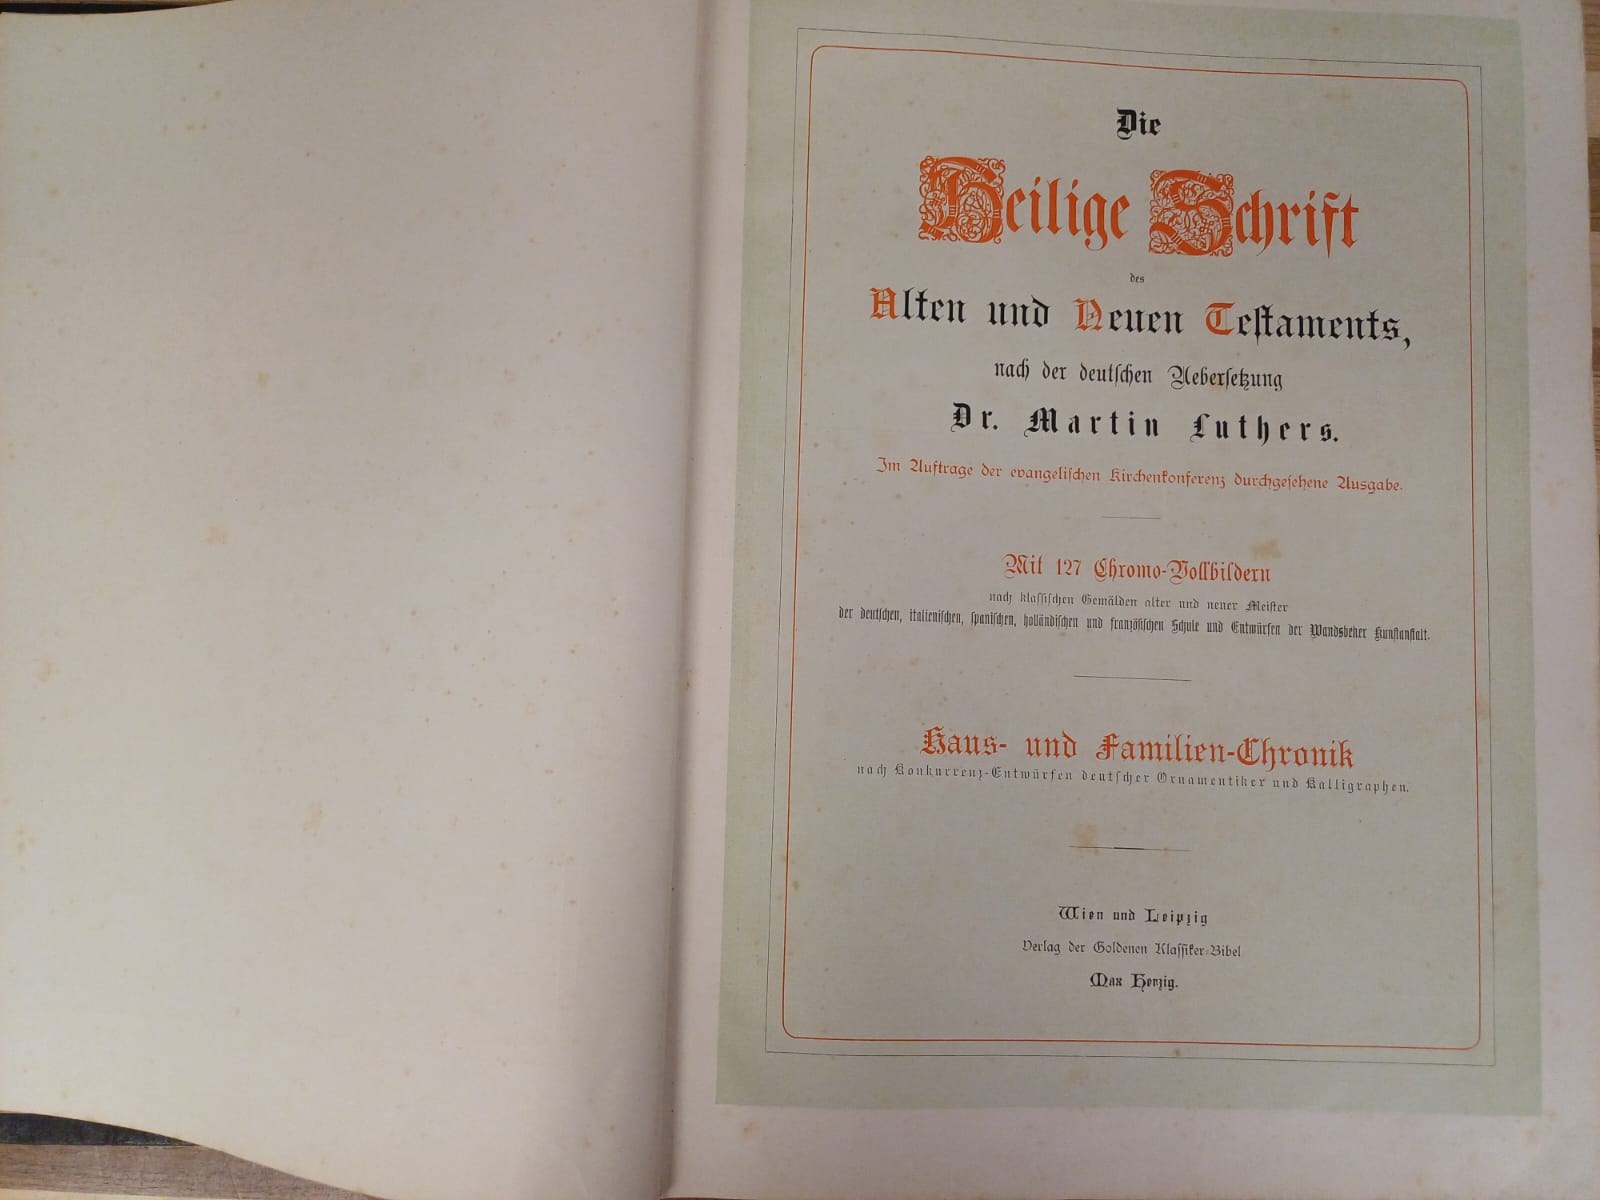 Die
Heilige Schrift
des
Alten und Neuen Testaments,
nach der deutschen Uebersetzung
Dr. Martin Luthers.
Im Auftrage der evangelischen Kirchenkonferenz durchgesehene Ausgabe.
Mit 127 Chromo-Vollbildern
nach klassischen Gemälden alter und neuer Meister
der deutschen, italienischen, spanischen, holländischen und französischen Schule und Entwürfen der Wandsbeker Kunstanstalt.
Haus- und Familien-Chronik
nach Konkurrenz-Entwürfen deutscher Ornamentiker und Kalligraphen.
Wien und Leipzig
Verlag der Goldenen Klassiker-Bibel
Max Herzig.